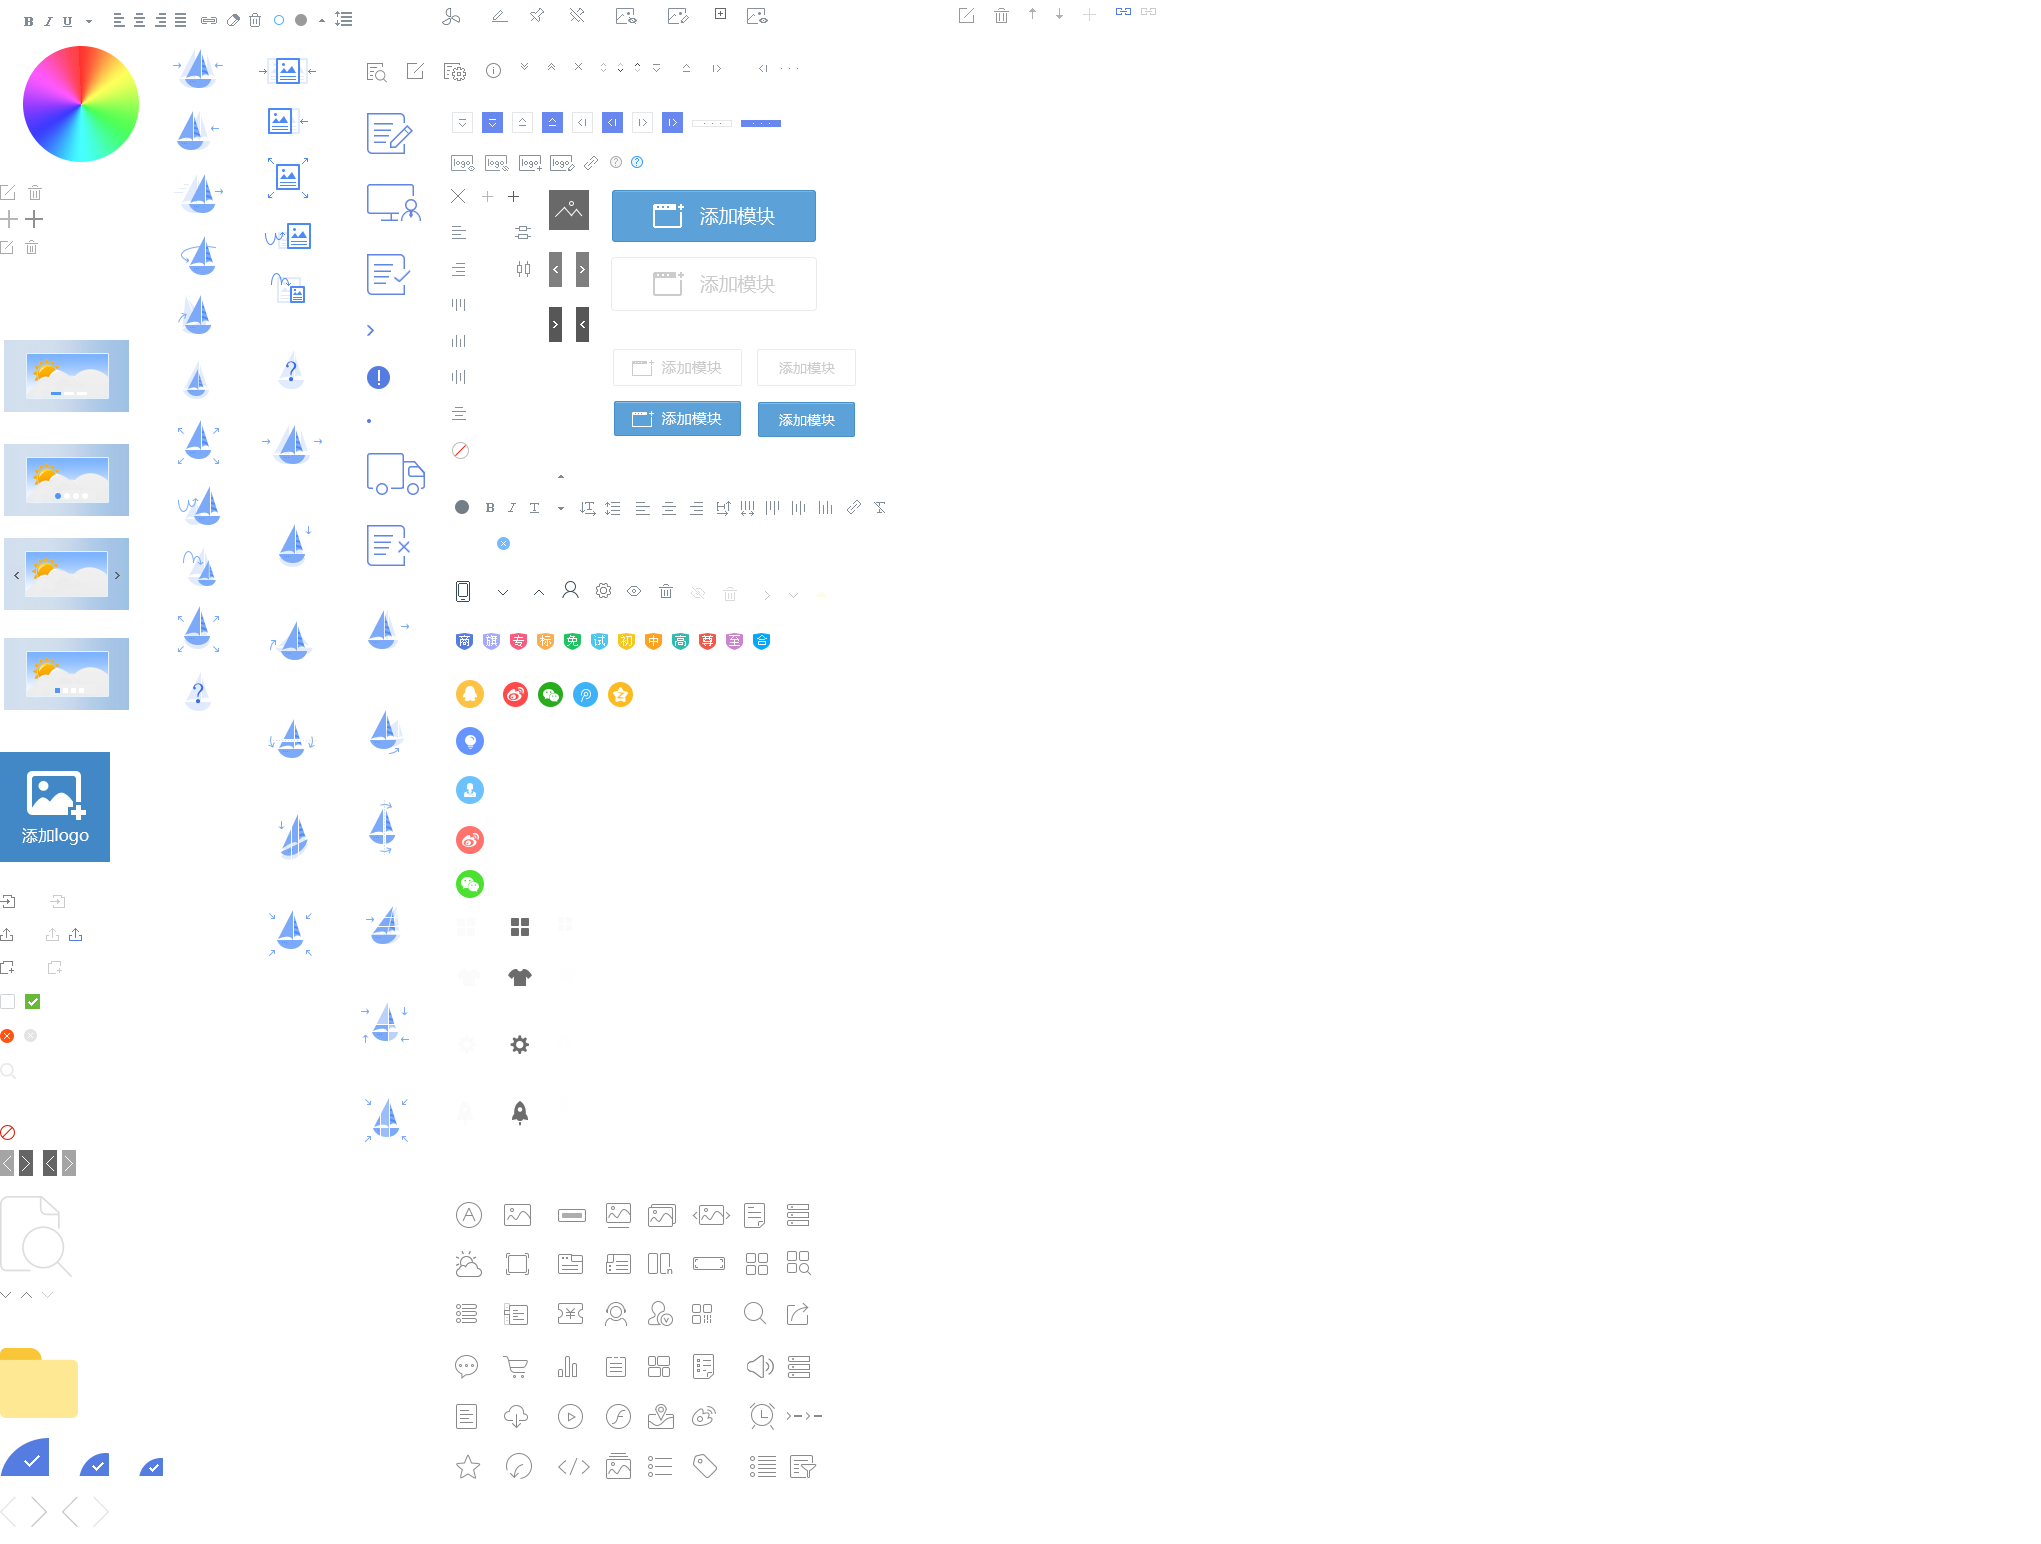 B I U
logo logo logo logo
添加模块
添加模块
添加模块 添加模块
添加模块 添加模块
B I T
商 旗 专 标 免 试 初 中 高 尊 至 合
添加logo